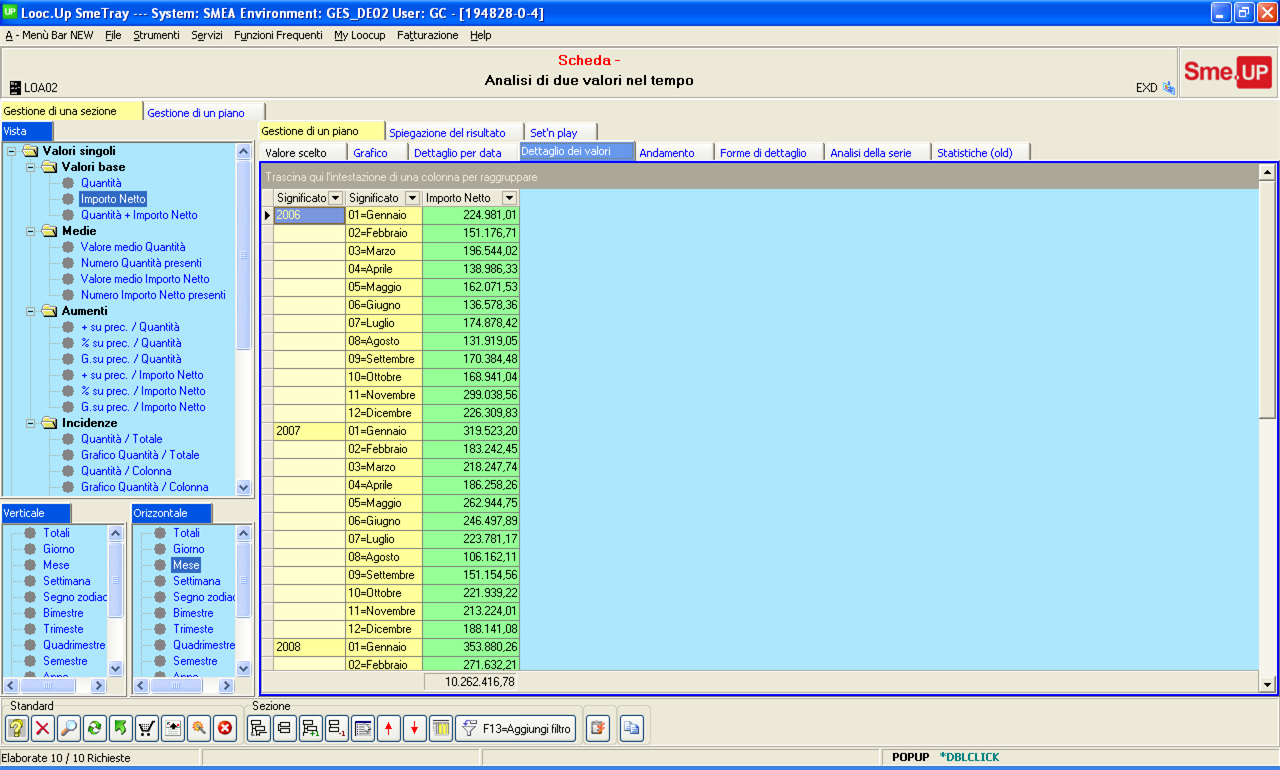 UP Looc.Up SmeTray --- System: SMEA Environment: GES_DE02 User: GC - [194828-0-4]
A - Menù Bar NEW File Strumenti Servizi Funzioni Frequenti My Loocup Fatturazione Help
Scheda -
Analisi di due valori nel tempo
LOA02
EXD
Sme.UP
Gestione di una sezione Gestione di un piano
Vista
Valori singoli
Valori base
Quantità
Importo Netto
Quantità + Importo Netto
Medie
Valore medio Quantità
Numero Quantità presenti
Valore medio Importo Netto
Numero Importo Netto presenti
Aumenti
+ su prec. / Quantità
% su prec. / Quantità
G.su prec. / Quantità
+ su prec. / Importo Netto
% su prec. / Importo Netto
G.su prec. / Importo Netto
Incidenze
Quantità / Totale
Grafico Quantità / Totale
Quantità / Colonna
Grafico Quantità / Colonna
Verticale
Totali
Giorno
Mese
Settimana
Segno zodiac
Bimestre
Trimeste
Quadrimestre
Semestre
Anno
Orizzontale
Totali
Giorno
Mese
Settimana
Segno zodiac
Bimestre
Trimeste
Quadrimestre
Semestre
Anno
Gestione di un piano Spiegazione del risultato Set'n play
Valore scelto Grafico Dettaglio per data Dettaglio dei valori Andamento Forme di dettaglio Analisi della serie Statistiche (old)
Trascina qui l'intestazione di una colonna per raggruppare
Significato Significato Importo Netto
2006 01=Gennaio 224.981,01
02=Febbraio 151.176,71
03=Marzo 196.544,02
04=Aprile 138.986,33
05=Maggio 162.071,53
06=Giugno 136.578,36
07=Luglio 174.878,42
08=Agosto 131.919,05
09=Settembre 170.384,48
10=Ottobre 168.941,04
11=Novembre 299.038,56
12=Dicembre 226.309,83
2007 01=Gennaio 319.523,20
02=Febbraio 183.242,45
03=Marzo 218.247,74
04=Aprile 186.258,26
05=Maggio 262.944,75
06=Giugno 246.497,89
07=Luglio 223.781,17
08=Agosto 106.162,11
09=Settembre 151.154,56
10=Ottobre 221.939,22
11=Novembre 213.224,01
12=Dicembre 188.141,08
2008 01=Gennaio 353.880,26
02=Febbraio 271.632,21
10.262.416,78
Standard
Sezione
F13=Aggiungi filtro
Elaborate 10 / 10 Richieste
POPUP *DBLCLICK